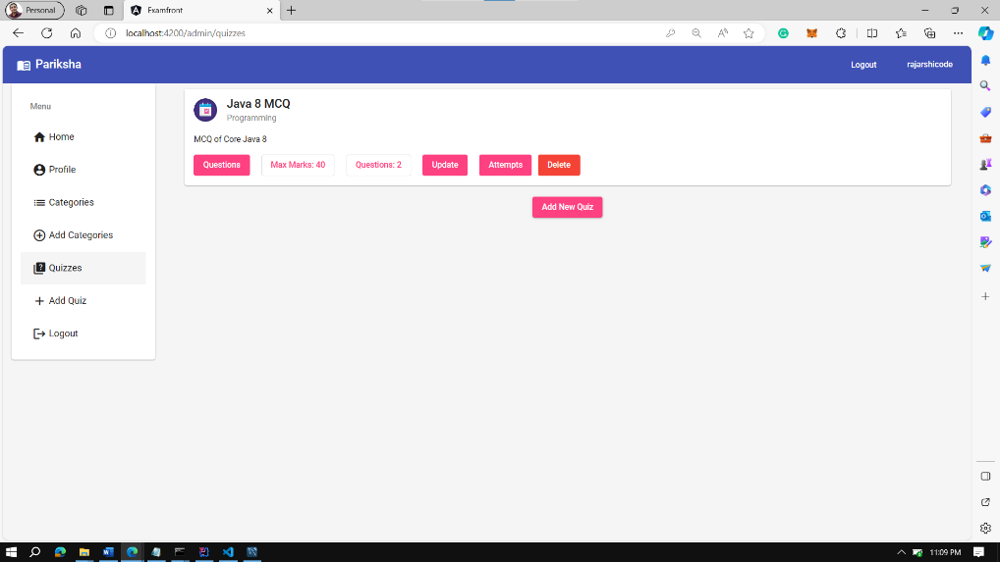 Personal
Examfront
localhost:4200/admin/quizzes
Pariksha
Logout
rajarshicode
Menu
Home
Profile
Categories
Add Categories
Quizzes
Add Quiz
Logout
Java 8 MCQ
Programming
MCQ of Core Java 8
Questions Max Marks: 40 Questions: 2 Update Attempts Delete
Add New Quiz
11:09 PM